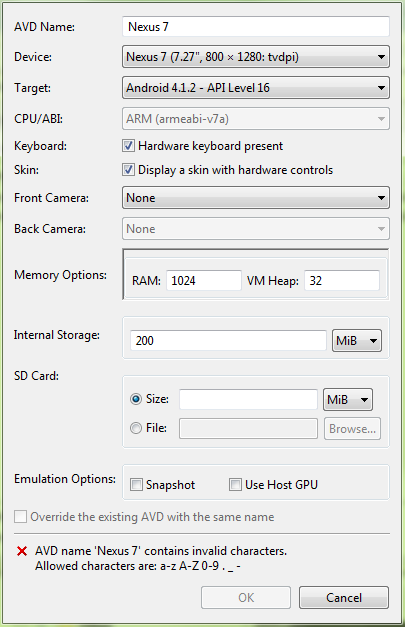 AVD Name: Nexus 7
Device: Nexus 7 (7.27", 800 × 1280: tvdpi)
Target: Android 4.1.2 - API Level 16
CPU/ABI: ARM (armeabi-v7a)
Keyboard: Hardware keyboard present
Skin: Display a skin with hardware controls
Front Camera: None
Back Camera: None
Memory Options: RAM: 1024 VM Heap: 32
Internal Storage: 200 MiB
SD Card:
Size: MiB
File: Browse...
Emulation Options: Snapshot Use Host GPU
Override the existing AVD with the same name
AVD name 'Nexus 7' contains invalid characters.
Allowed characters are: a-z A-Z 0-9 . _ -
OK Cancel